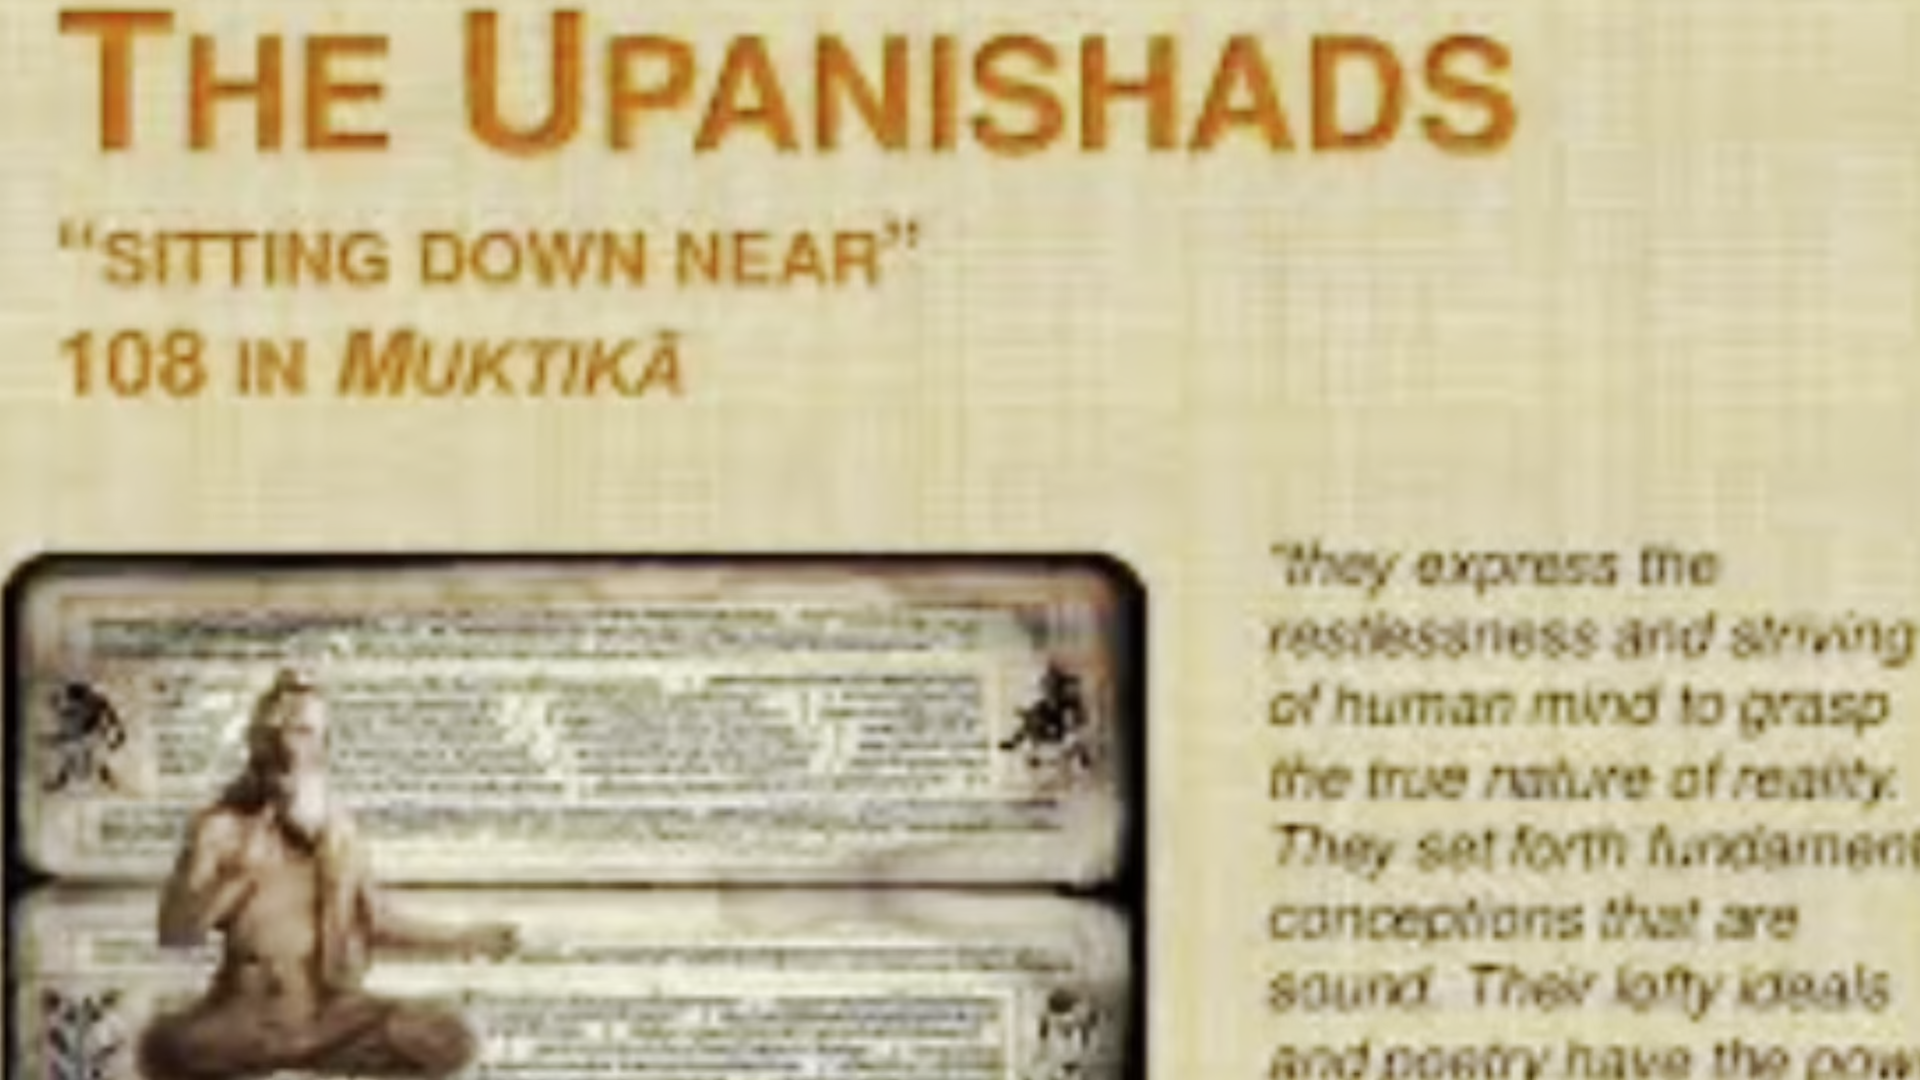 THE UPANISHADS
“SITTING DOWN NEAR”
108 IN MUKTIKĀ
"they express the
restlessness and striving
of human mind to grasp
the true nature of reality.
They set forth fundament
conceptions that are
sound. Their lofty ideals
and poetry have the pow